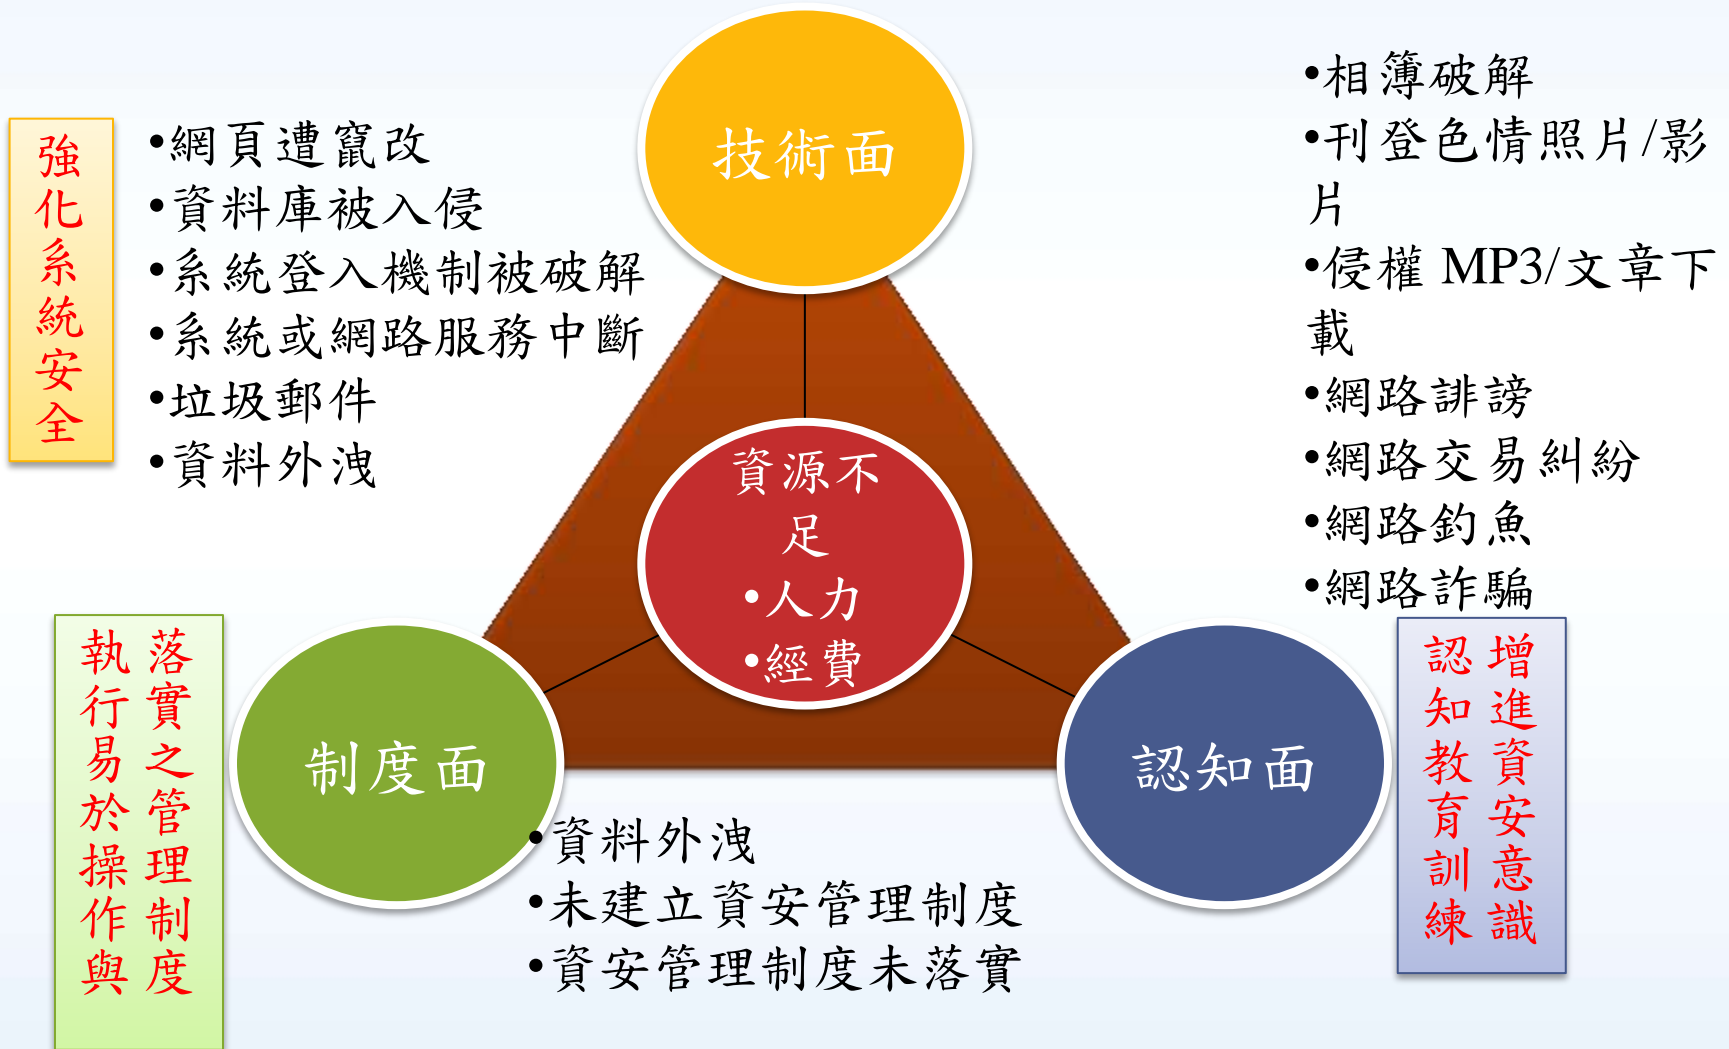 技術面
強化系統安全
•網頁遭竄改
•資料庫被入侵
•系統登入機制被破解
•系統或網路服務中斷
•垃圾郵件
•資料外洩
•相簿破解
•刊登色情照片/影
片
•侵權 MP3/文章下
載
•網路誹謗
•網路交易糾紛
•網路釣魚
•網路詐騙
資源不
足
•人力
•經費
執行易於操作與
落實之管理制度
制度面
•資料外洩
•未建立資安管理制度
•資安管理制度未落實
認知面
增進資安意識
認知教育訓練